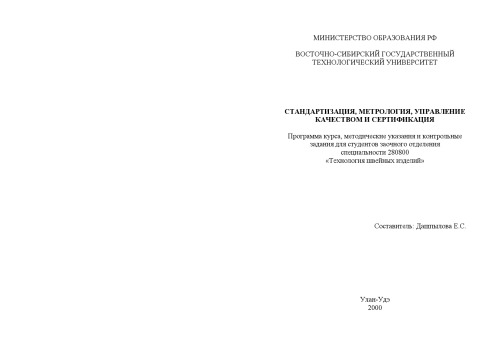 МИНИСТЕРСТВО ОБРАЗОВАНИЯ РФ
ВОСТОЧНО-СИБИРСКИЙ ГОСУДАРСТВЕННЫЙ
ТЕХНОЛОГИЧЕСКИЙ УНИВЕРСИТЕТ
СТАНДАРТИЗАЦИЯ, МЕТРОЛОГИЯ, УПРАВЛЕНИЕ
КАЧЕСТВОМ И СЕРТИФИКАЦИЯ
Программа курса, методические указания и контрольные
задания для студентов заочного отделения
специальности 280800
«Технология швейных изделий»
Составитель: Дашпылова Е.С.
Улан-Удэ
2000